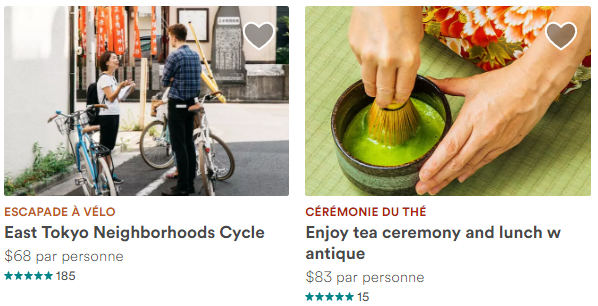 ESCAPADE À VÉLO
East Tokyo Neighborhoods Cycle
$68 par personne
★★★★★ 185
CÉRÉMONIE DU THÉ
Enjoy tea ceremony and lunch w
antique
$83 par personne
★★★★★ 15